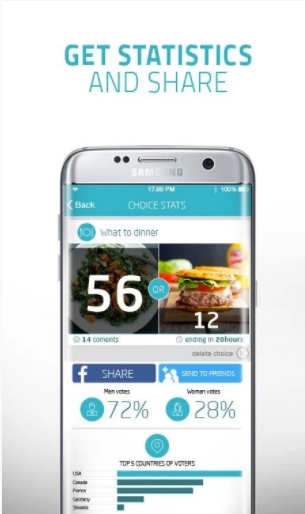 GET STATISTICS
AND SHARE
SAMSUNG
17:00 PM 100%
Back CHOICE STATS
What to dinner
56 OR 12
14 coments ending in 20hours
delete choice
f SHARE SEND TO FRIENDS
Men votes Woman votes
72% 28%
TOP 5 COUNTRIES OF VOTERS
USA
Canada
France
Germany
Slovakia